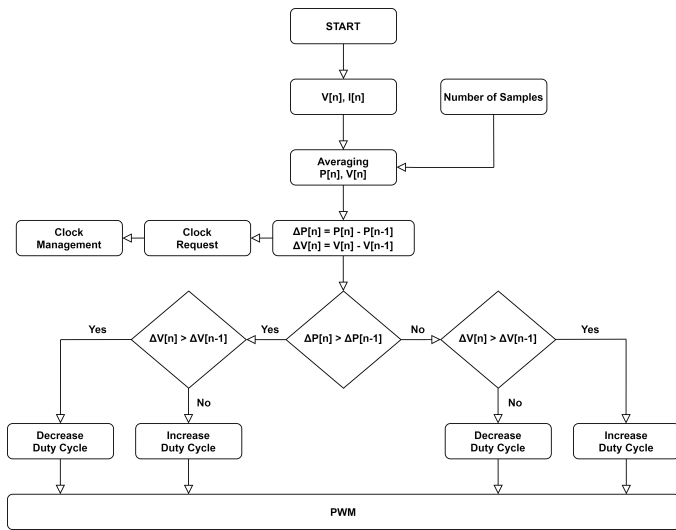 START
V[n], I[n]
Number of Samples
Averaging
P[n], V[n]
Clock
Management
Clock
Request
ΔP[n] = P[n] - P[n-1]
ΔV[n] = V[n] - V[n-1]
Yes
ΔV[n] > ΔV[n-1]
Yes
ΔP[n] > ΔP[n-1]
No
ΔV[n] > ΔV[n-1]
Yes
No
No
Decrease
Duty Cycle
Increase
Duty Cycle
Decrease
Duty Cycle
Increase
Duty Cycle
PWM